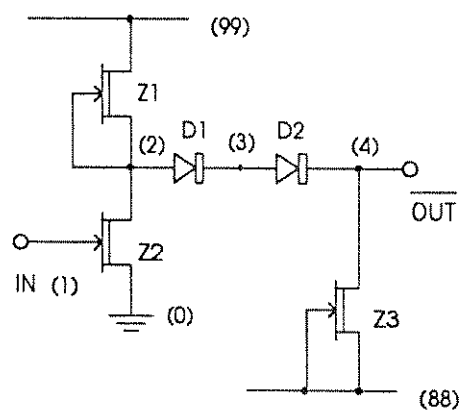 (99)
Z1
(2)
D1
(3)
D2
(4)
OUT
Z2
IN (1)
(0)
Z3
(88)